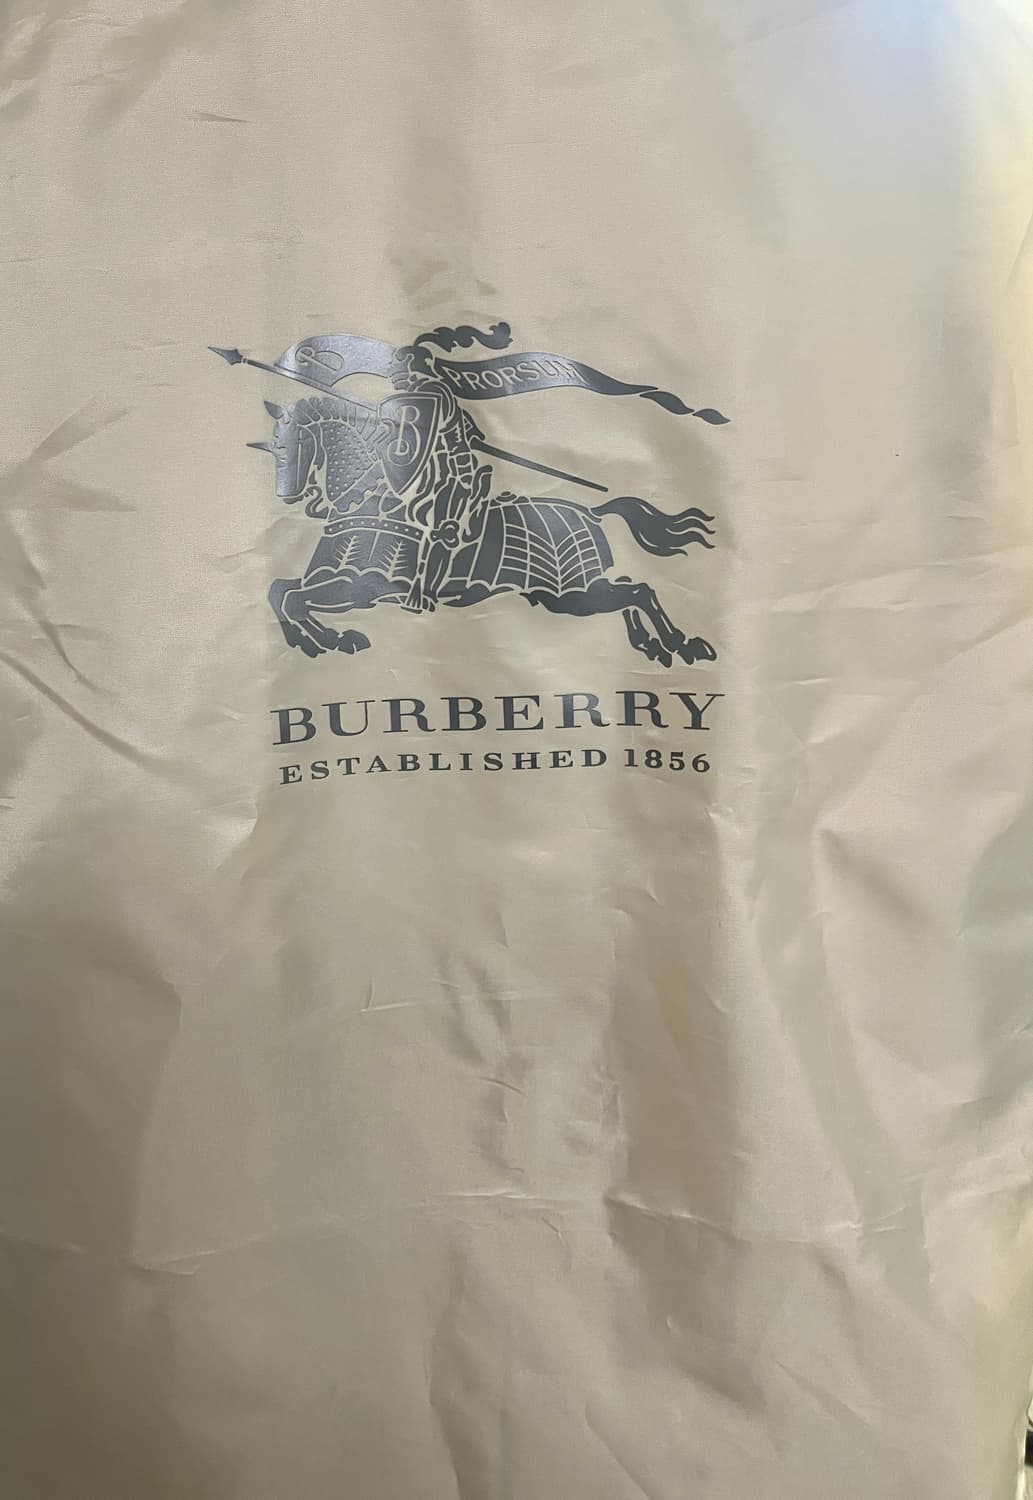 B
PRORSUM
B
BURBERRY
ESTABLISHED 1856